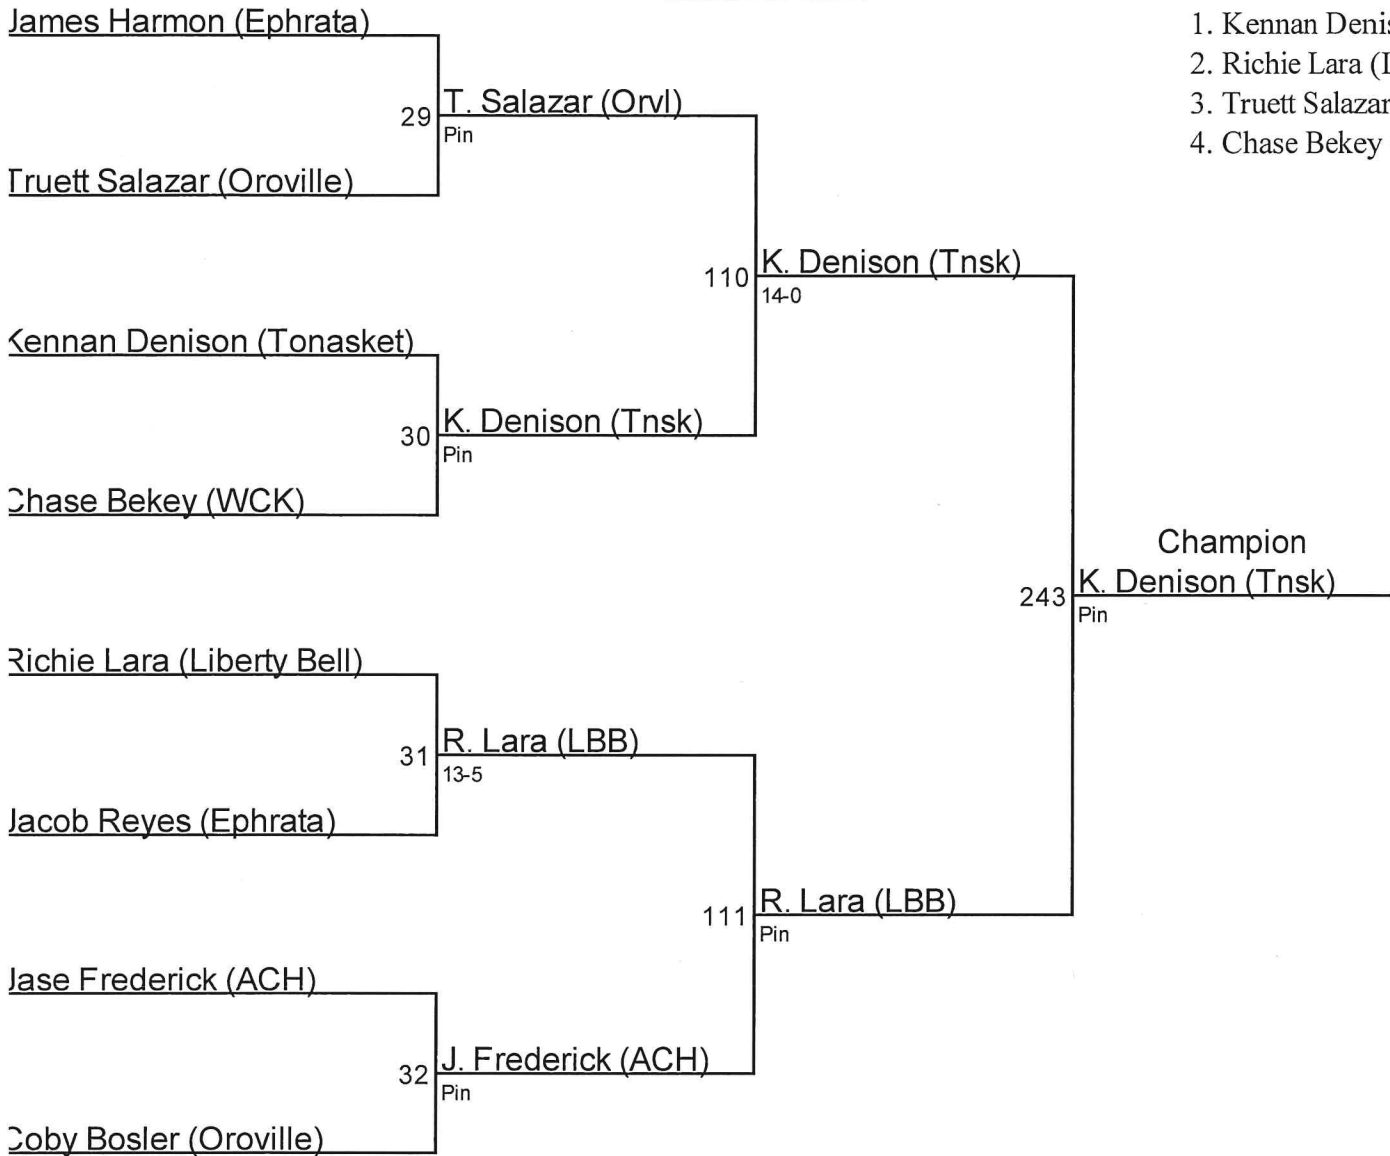 James Harmon (Ephrata)
29
T. Salazar (Orvl)
Pin
Truett Salazar (Oroville)
110
K. Denison (Tnsk)
14-0
Kennan Denison (Tonasket)
30
K. Denison (Tnsk)
Pin
Chase Bekey (WCK)
Champion
243
K. Denison (Tnsk)
Pin
Richie Lara (Liberty Bell)
31
R. Lara (LBB)
13-5
Jacob Reyes (Ephrata)
111
R. Lara (LBB)
Pin
Jase Frederick (ACH)
32
J. Frederick (ACH)
Pin
Coby Bosler (Oroville)
1. Kennan Denis
2. Richie Lara (
3. Truett Salazar
4. Chase Bekey